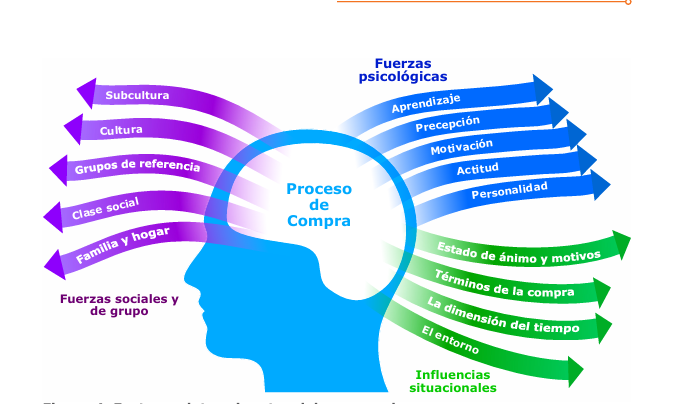 Fuerzas
psicológicas
Subcultura
Cultura
Grupos de referencia
Clase social
Familia y hogar
Fuerzas sociales y
de grupo
Proceso
de
Compra
Aprendizaje
Precepción
Motivación
Actitud
Personalidad
Estado de ánimo y motivos
Términos de la compra
La dimensión del tiempo
El entorno
Influencias
situacionales